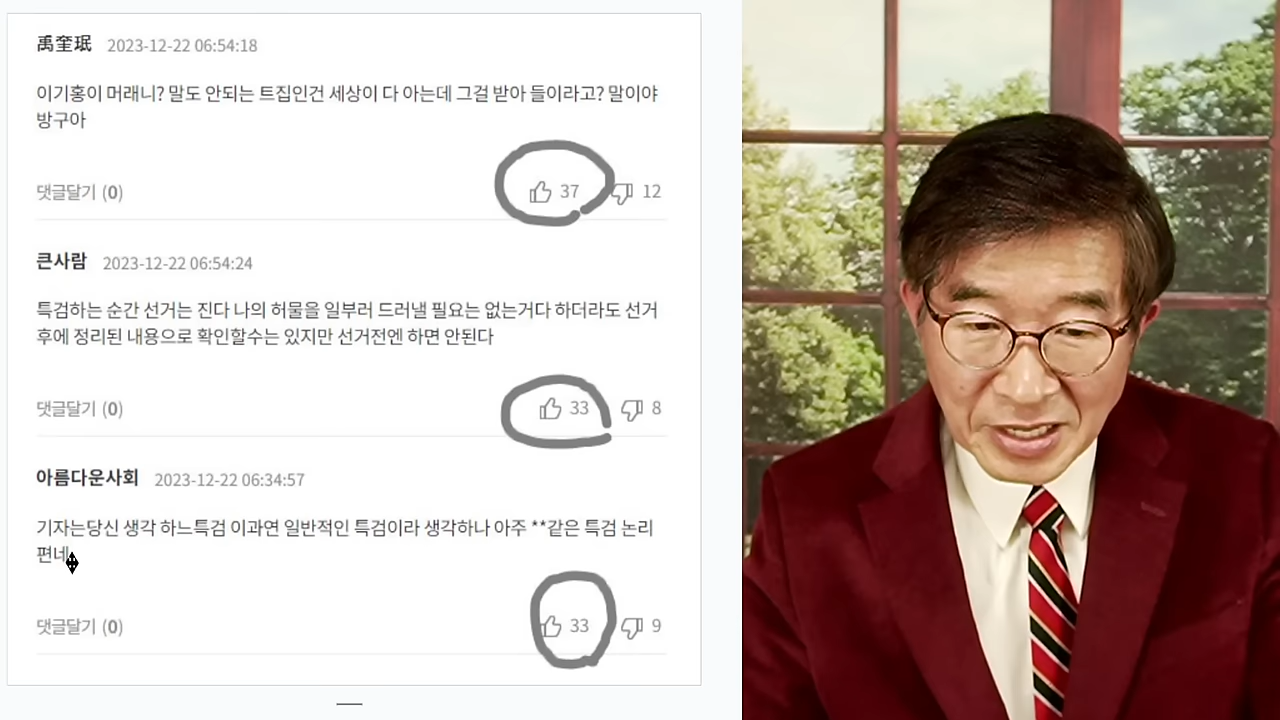 禹奎珉 2023-12-22 06:54:18
이기홍이 머래니? 말도 안되는 트집인건 세상이 다 아는데 그걸 받아 들이라고? 말이야
방구아
댓글달기 (0) 37 12
큰사람 2023-12-22 06:54:24
특검하는 순간 선거는 진다 나의 허물을 일부러 드러낼 필요는 없는거다 하더라도 선거
후에 정리된 내용으로 확인할수는 있지만 선거전엔 하면 안된다
댓글달기 (0) 33 8
아름다운사회 2023-12-22 06:34:57
기자는당신 생각 하느특검 이과연 일반적인 특검이라 생각하나 아주 **같은 특검 논리
편네
댓글달기 (0) 33 9